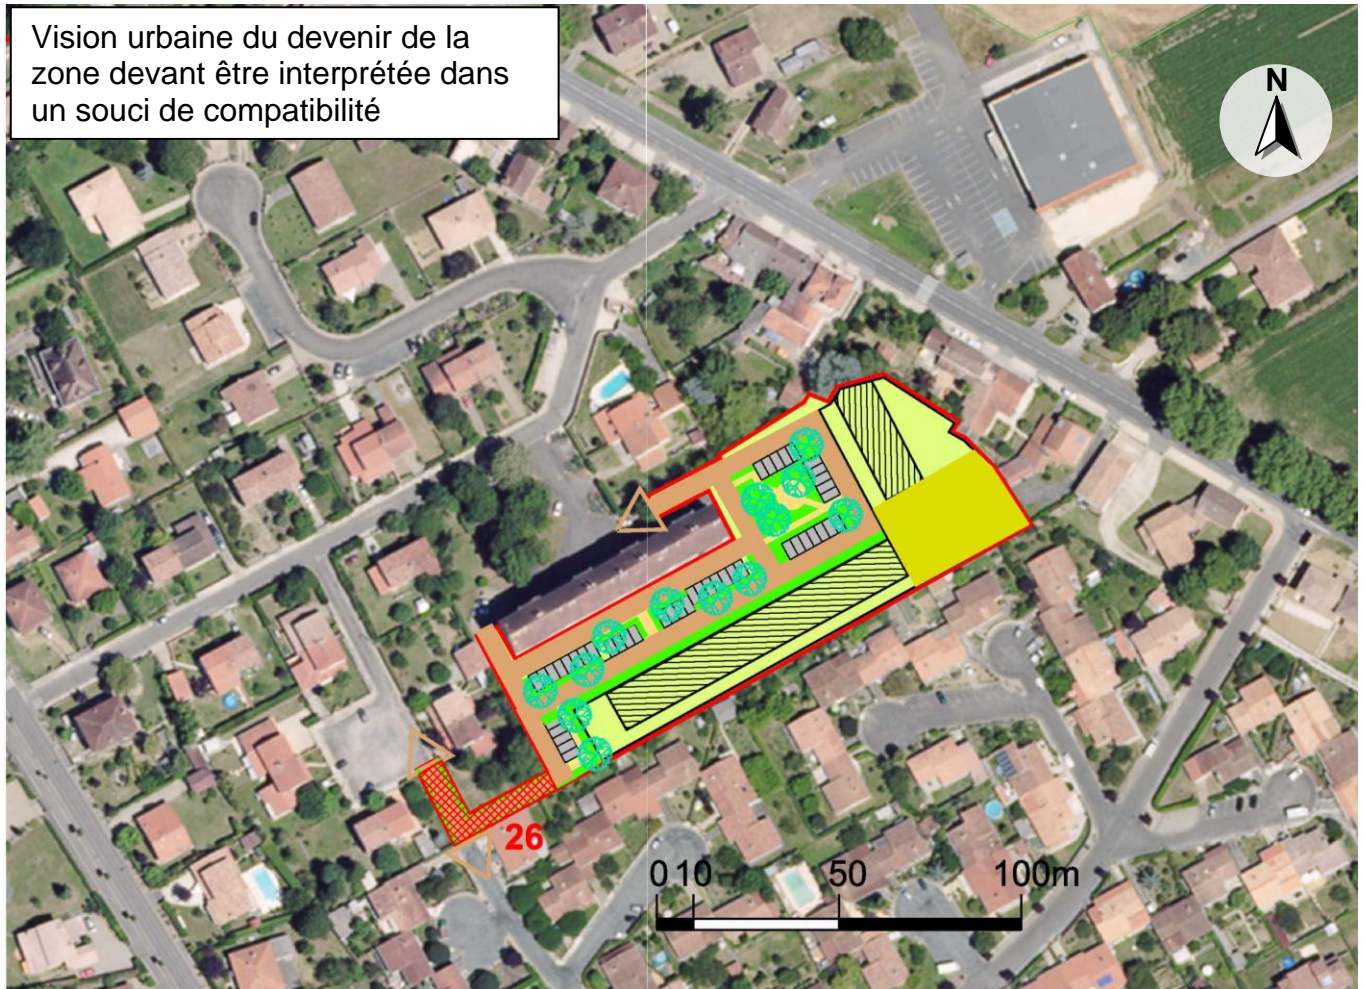 Vision urbaine du devenir de la
zone devant être interprétée dans
un souci de compatibilité
N
26
0 10 50 100m